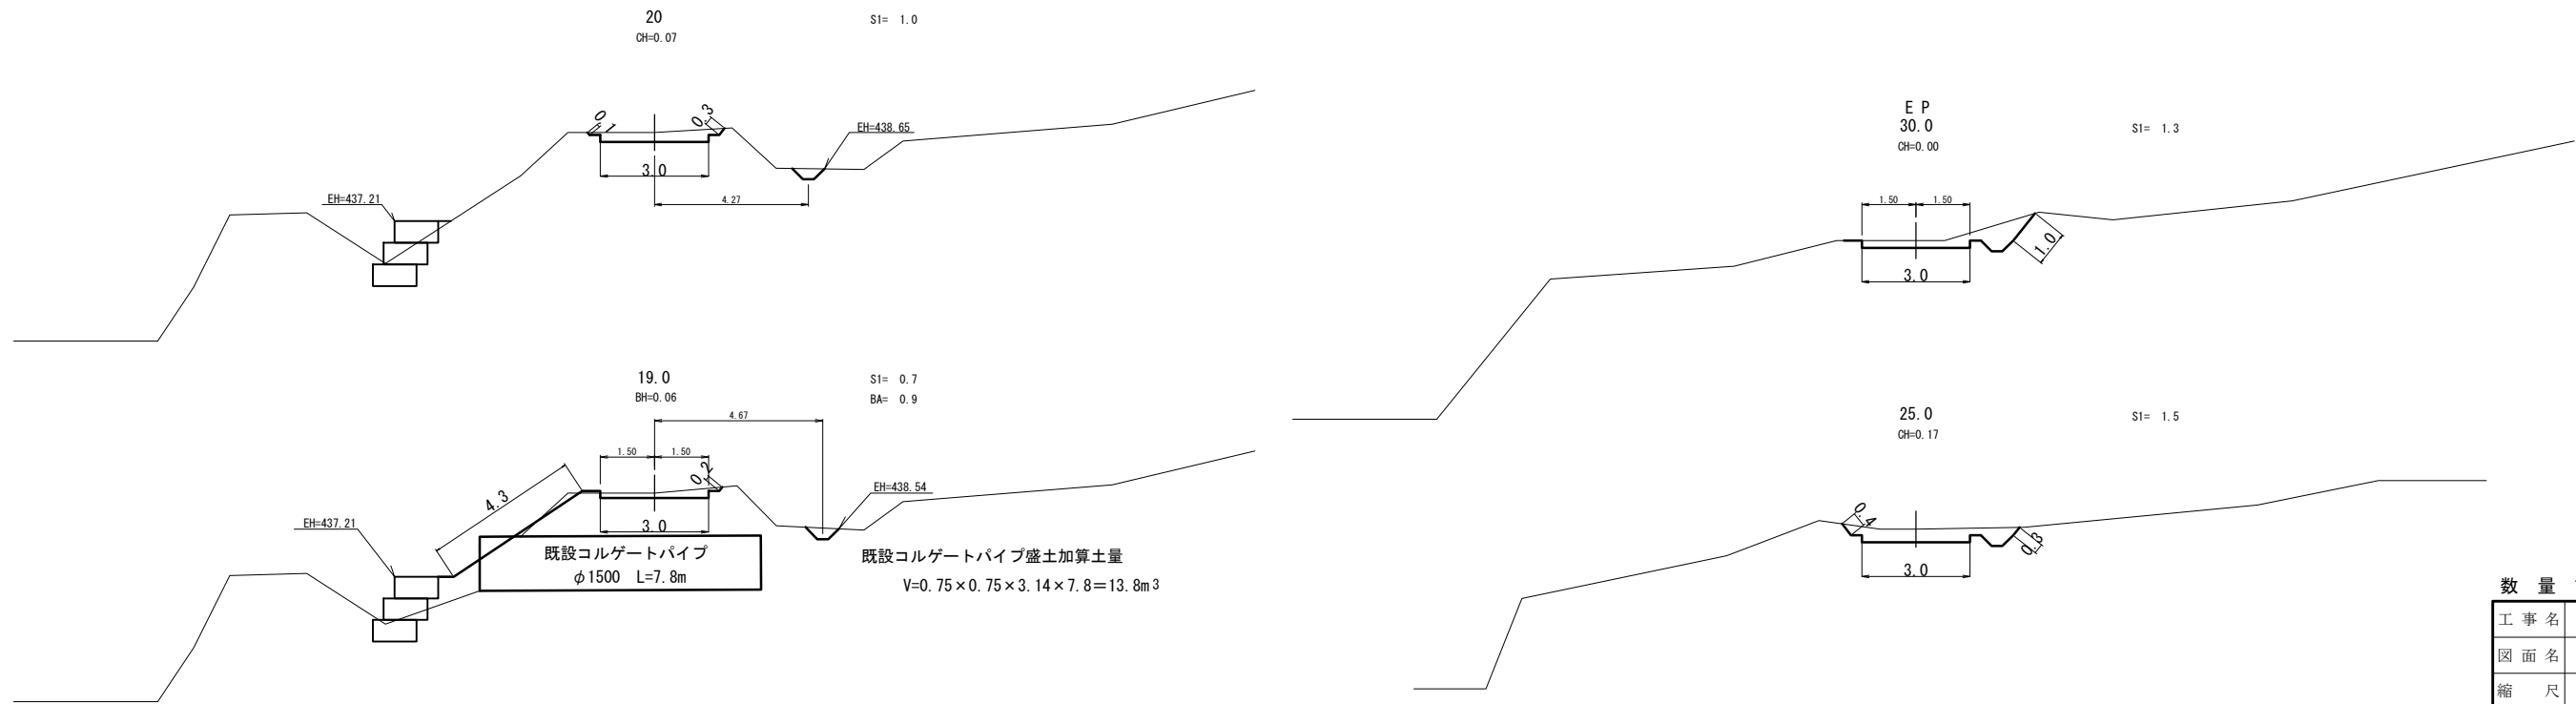 20
CH=0.07
S1= 1.0
0.1
0.3
EH=438.65
3.0
4.27
EH=437.21
19.0
BH=0.06
S1= 0.7
BA= 0.9
4.67
1.50
1.50
0.2
4.3
EH=438.54
EH=437.21
3.0
既設コルゲートパイプ
φ1500 L=7.8m
既設コルゲートパイプ盛土加算土量
V=0.75×0.75×3.14×7.8=13.8m3
E P
30.0
CH=0.00
S1= 1.3
1.50
1.50
1.0
3.0
25.0
CH=0.17
S1= 1.5
0.4
0.3
3.0
数 量
工 事 名
図 面 名
縮 尺